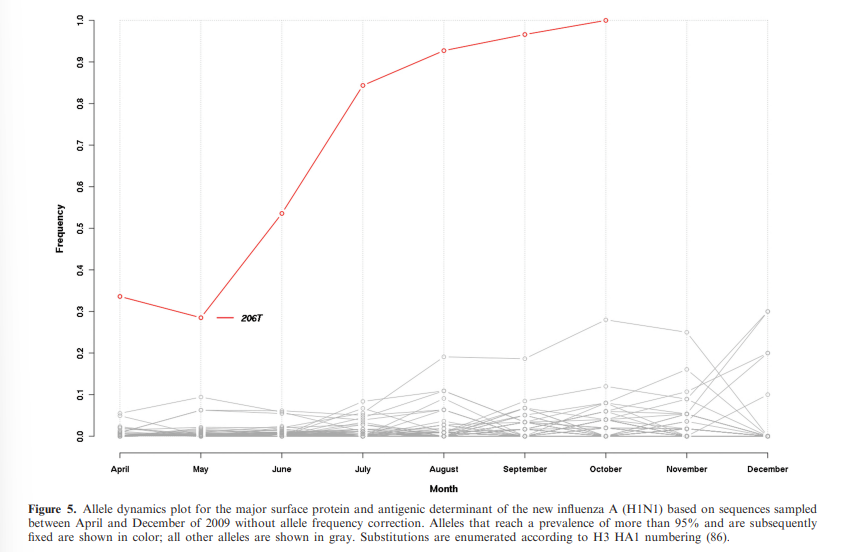 1.0
0.9
0.8
0.7
0.6
0.5
0.4
0.3
0.2
0.1
0.0
Frequency
206T
April May June July August September October November December
Month
Figure 5. Allele dynamics plot for the major surface protein and antigenic determinant of the new influenza A (H1N1) based on sequences sampled
between April and December of 2009 without allele frequency correction. Alleles that reach a prevalence of more than 95% and are subsequently
fixed are shown in color; all other alleles are shown in gray. Substitutions are enumerated according to H3 HA1 numbering (86).